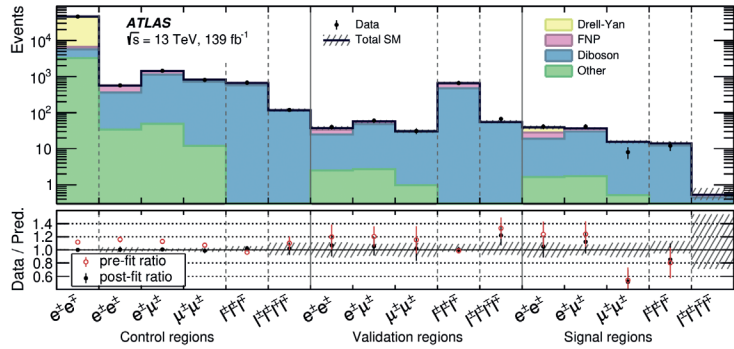 Events
10⁴
10³
10²
10
1
ATLAS
√s = 13 TeV, 139 fb⁻¹
Data
Total SM
Drell-Yan
FNP
Diboson
Other
Data / Pred.
1.4
1.2
1.0
0.8
0.6
pre-fit ratio
post-fit ratio
e±e∓ e±e± e±μ± μ±μ± l±l±l∓ l±l±l∓l∓ e±e± e±μ± μ±μ± l±l±l∓ l±l±l∓l∓ e±e± e±μ± μ±μ± l±l±l∓ l±l±l∓l∓
Control regions Validation regions Signal regions